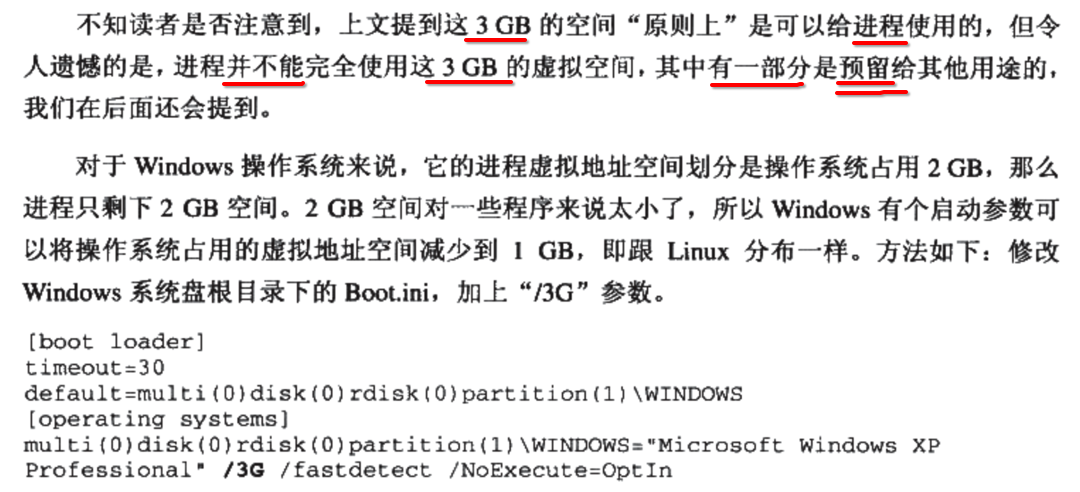 不知读者是否注意到，上文提到这 3 GB 的空间“原则上”是可以给进程使用的，但令
人遗憾的是，进程并不能完全使用这 3 GB 的虚拟空间，其中有一部分是预留给其他用途的，
我们在后面还会提到。
对于 Windows 操作系统来说，它的进程虚拟地址空间划分是操作系统占用 2 GB，那么
进程只剩下 2 GB 空间。2 GB 空间对一些程序来说太小了，所以 Windows 有个启动参数可
以将操作系统占用的虚拟地址空间减少到 1 GB，即跟 Linux 分布一样。方法如下：修改
Windows 系统盘根目录下的 Boot.ini，加上“/3G”参数。
[boot loader]
timeout=30
default=multi(0)disk(0)rdisk(0)partition(1)\WINDOWS
[operating systems]
multi(0)disk(0)rdisk(0)partition(1)\WINDOWS="Microsoft Windows XP
Professional" /3G /fastdetect /NoExecute=OptIn